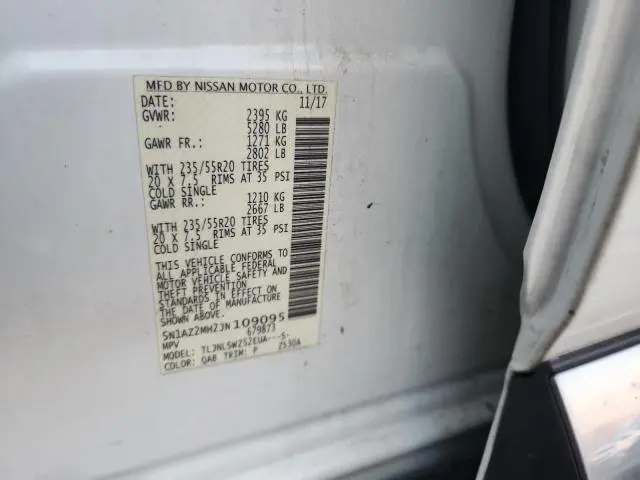 MFD BY NISSAN MOTOR CO., LTD.
DATE: 11/17
GVWR: 2395 KG
5280 LB
GAWR FR.: 1271 KG
2802 LB
WITH 235/55R20 TIRES
20 X 7.5 RIMS AT 35 PSI
COLD SINGLE
GAWR RR.: 1210 KG
2667 LB
WITH 235/55R20 TIRES
20 X 7.5 RIMS AT 35 PSI
COLD SINGLE
THIS VEHICLE CONFORMS TO
ALL APPLICABLE FEDERAL
MOTOR VEHICLE SAFETY AND
THEFT PREVENTION
STANDARDS IN EFFECT ON
THE DATE OF MANUFACTURE
SHOWN ABOVE.
5N1AZ2MHZJN109095
MPV 679873
MODEL: TLJNL5WZ52EUA---S-
COLOR: QAB TRIM: P Z530A